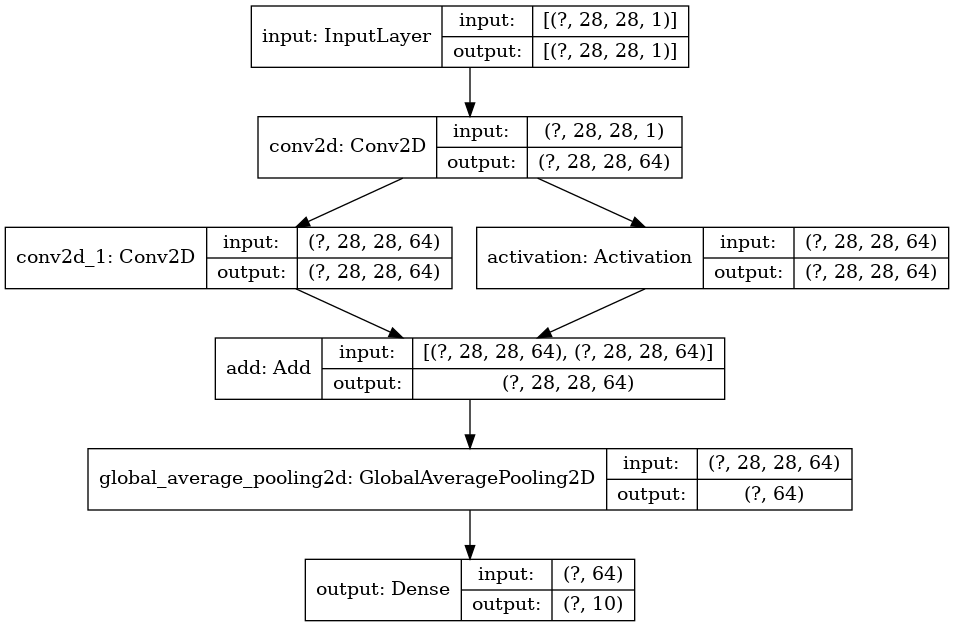 input: InputLayer
input:
[(?, 28, 28, 1)]
output:
[(?, 28, 28, 1)]
conv2d: Conv2D
input:
(?, 28, 28, 1)
output:
(?, 28, 28, 64)
conv2d_1: Conv2D
input:
(?, 28, 28, 64)
output:
(?, 28, 28, 64)
activation: Activation
input:
(?, 28, 28, 64)
output:
(?, 28, 28, 64)
add: Add
input:
[(?, 28, 28, 64), (?, 28, 28, 64)]
output:
(?, 28, 28, 64)
global_average_pooling2d: GlobalAveragePooling2D
input:
(?, 28, 28, 64)
output:
(?, 64)
output: Dense
input:
(?, 64)
output:
(?, 10)